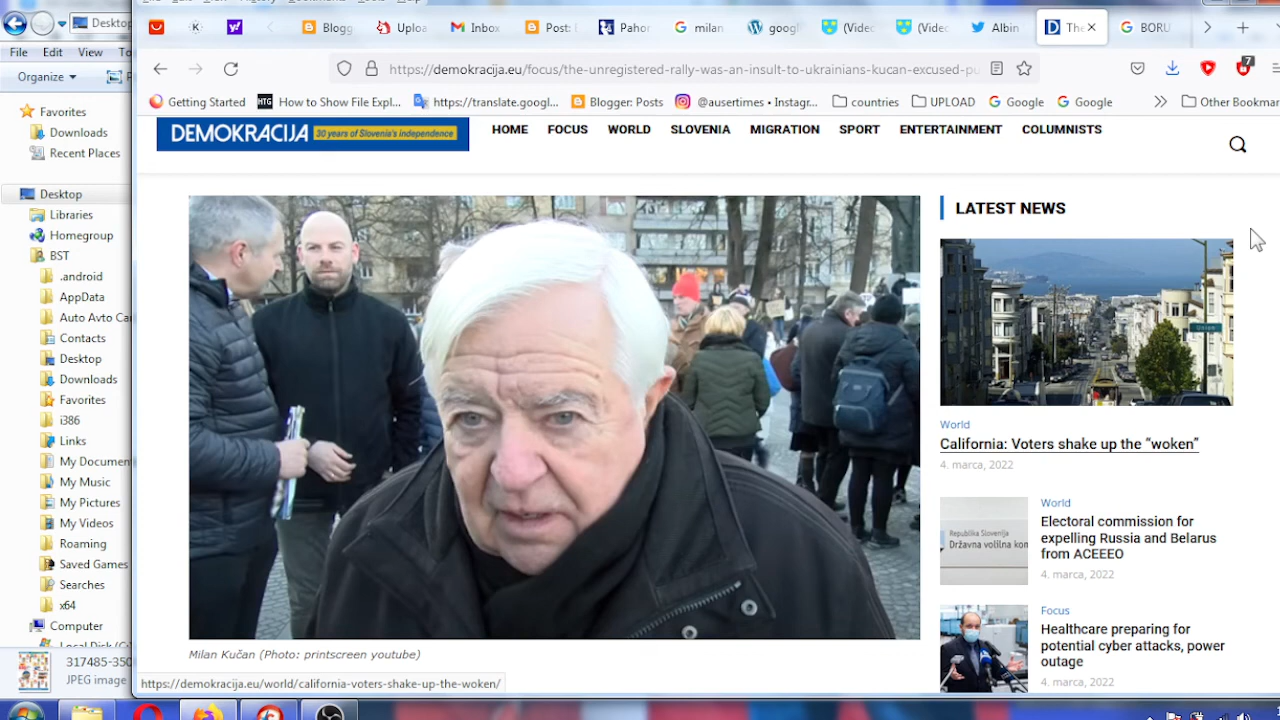 Desktop
Blogg
Uploa
Inbox
Post:
Pahor
milan
googl
(Vide
(Vide
Albin
The
BORU
File
Edit
View
https://demokracija.eu/focus/the-unregistered-rally-was-an-insult-to-ukrainians-kucan-excused-pu
7
Organize
Getting Started
HTG
How to Show File Expl...
https://translate.googl...
Blogger: Posts
@assertimes • Instagr...
countries
UPLOAD
Google
Google
Other Bookmar
Favorites
Downloads
Recent Places
Desktop
Libraries
Homegroup
BST
.android
AppData
Auto Avto Ca
Contacts
Desktop
Downloads
Favorites
i386
Links
My Documen
My Music
My Pictures
My Videos
Roaming
Saved Games
Searches
x64
Computer
Local Disk (C:
317485-350
JPEG image
DEMOKRACIJA
30 years of Slovenia's independence
HOME
FOCUS
WORLD
SLOVENIA
MIGRATION
SPORT
ENTERTAINMENT
COLUMNISTS
Milan Kučan (Photo: printscreen youtube)
LATEST NEWS
Union
World
California: Voters shake up the “woken”
4. marca, 2022
Republika Slovenija
Državna volilna kom
World
Electoral commission for
expelling Russia and Belarus
from ACEEEO
4. marca, 2022
Focus
Healthcare preparing for
potential cyber attacks, power
outage
4. marca, 2022
https://demokracija.eu/world/california-voters-shake-up-the-woken/